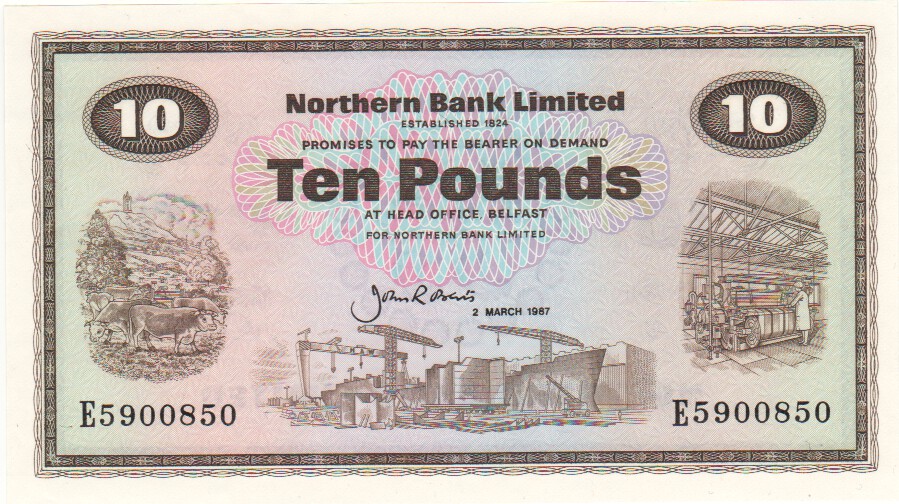 10
10
Northern Bank Limited
ESTABLISHED 1824
PROMISES TO PAY THE BEARER ON DEMAND
Ten Pounds
AT HEAD OFFICE, BELFAST
FOR NORTHERN BANK LIMITED
2 MARCH 1987
E5900850
E5900850